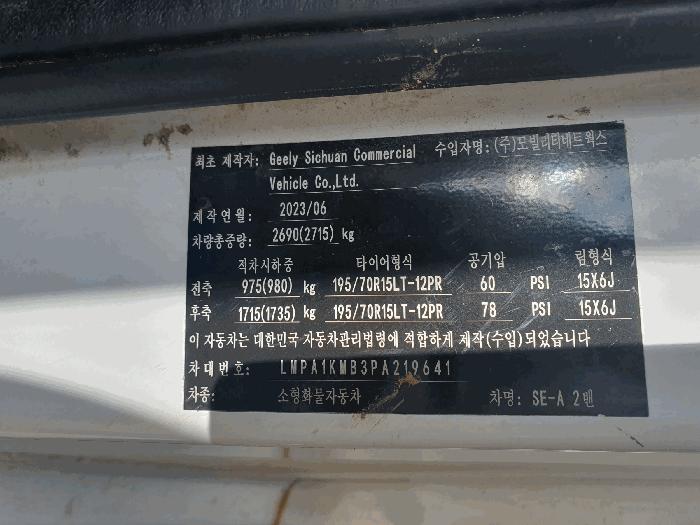 최초 제작자: Geely Sichuan Commercial 수입자명: (주)모빌리티네트웍스
Vehicle Co.,Ltd.
제작연월: 2023/06
차량총중량: 2690(2715) kg
적차시하중 타이어형식 공기압 림형식
전축 975(980) kg 195/70R15LT-12PR 60 PSI 15X6J
후축 1715(1735) kg 195/70R15LT-12PR 78 PSI 15X6J
이 자동차는 대한민국 자동차관리법령에 적합하게 제작(수입)되었습니다
차대번호: LMPA1KMB3PA219641
차종: 소형화물자동차 차명: SE-A 2밴